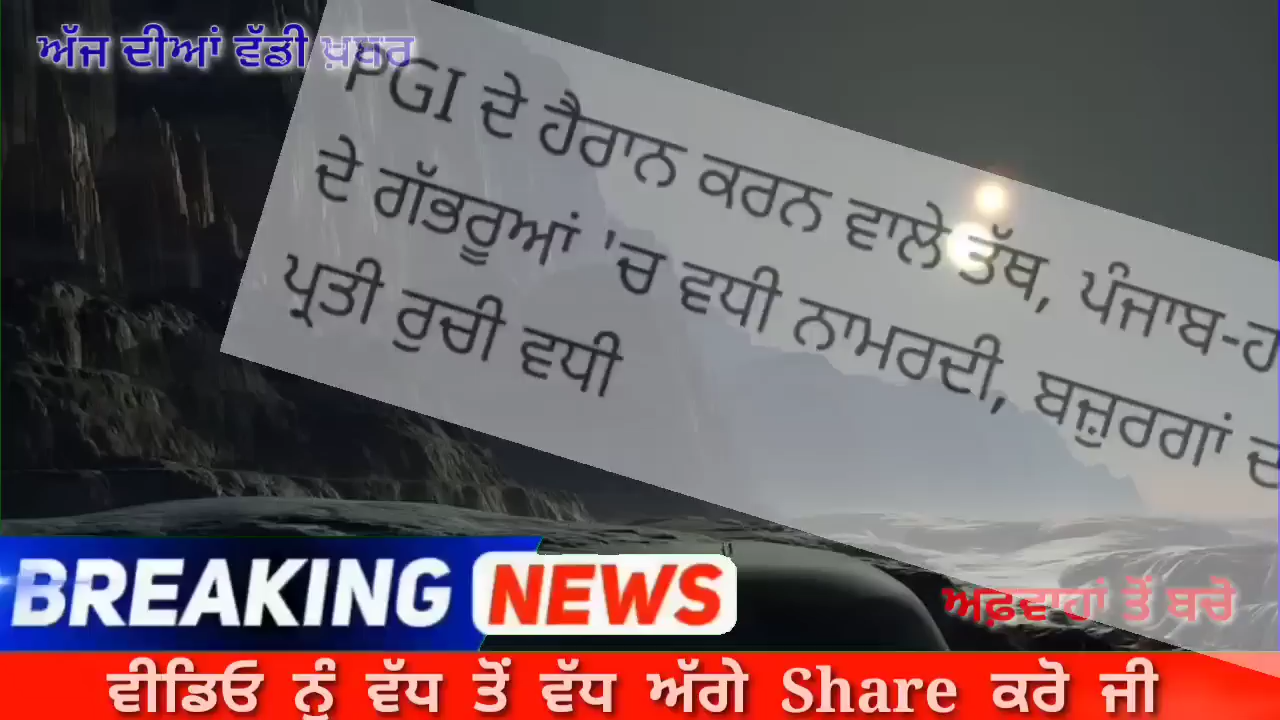 ਅੱਜ ਦੀਆਂ ਵੱਡੀ ਖ਼ਬਰ
PGI ਦੇ ਹੈਰਾਨ ਕਰਨ ਵਾਲੇ ਤੱਥ, ਪੰਜਾਬ-ਹ
ਦੇ ਗੱਭਰੂਆਂ 'ਚ ਵਧੀ ਨਾਮਰਦੀ, ਬਜ਼ੁਰਗਾਂ ਦ
ਪ੍ਰਤੀ ਰੁਚੀ ਵਧੀ
BREAKING NEWS
ਅਫ਼ਵਾਹਾਂ ਤੋਂ ਬਚੋ
ਵੀਡਿਓ ਨੂੰ ਵੱਧ ਤੋਂ ਵੱਧ ਅੱਗੇ Share ਕਰੋ ਜੀ